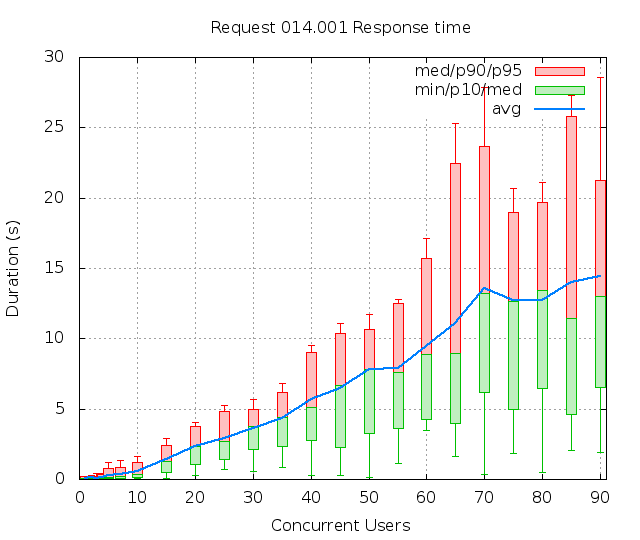 Request 014.001 Response time
med/p90/p95
min/p10/med
avg
30
25
20
15
10
5
0
Duration (s)
0 10 20 30 40 50 60 70 80 90
Concurrent Users